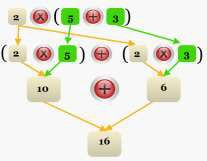 2 × ( 5 + 3 )
( 2 × 5 ) + ( 2 × 3 )
10 + 6
16